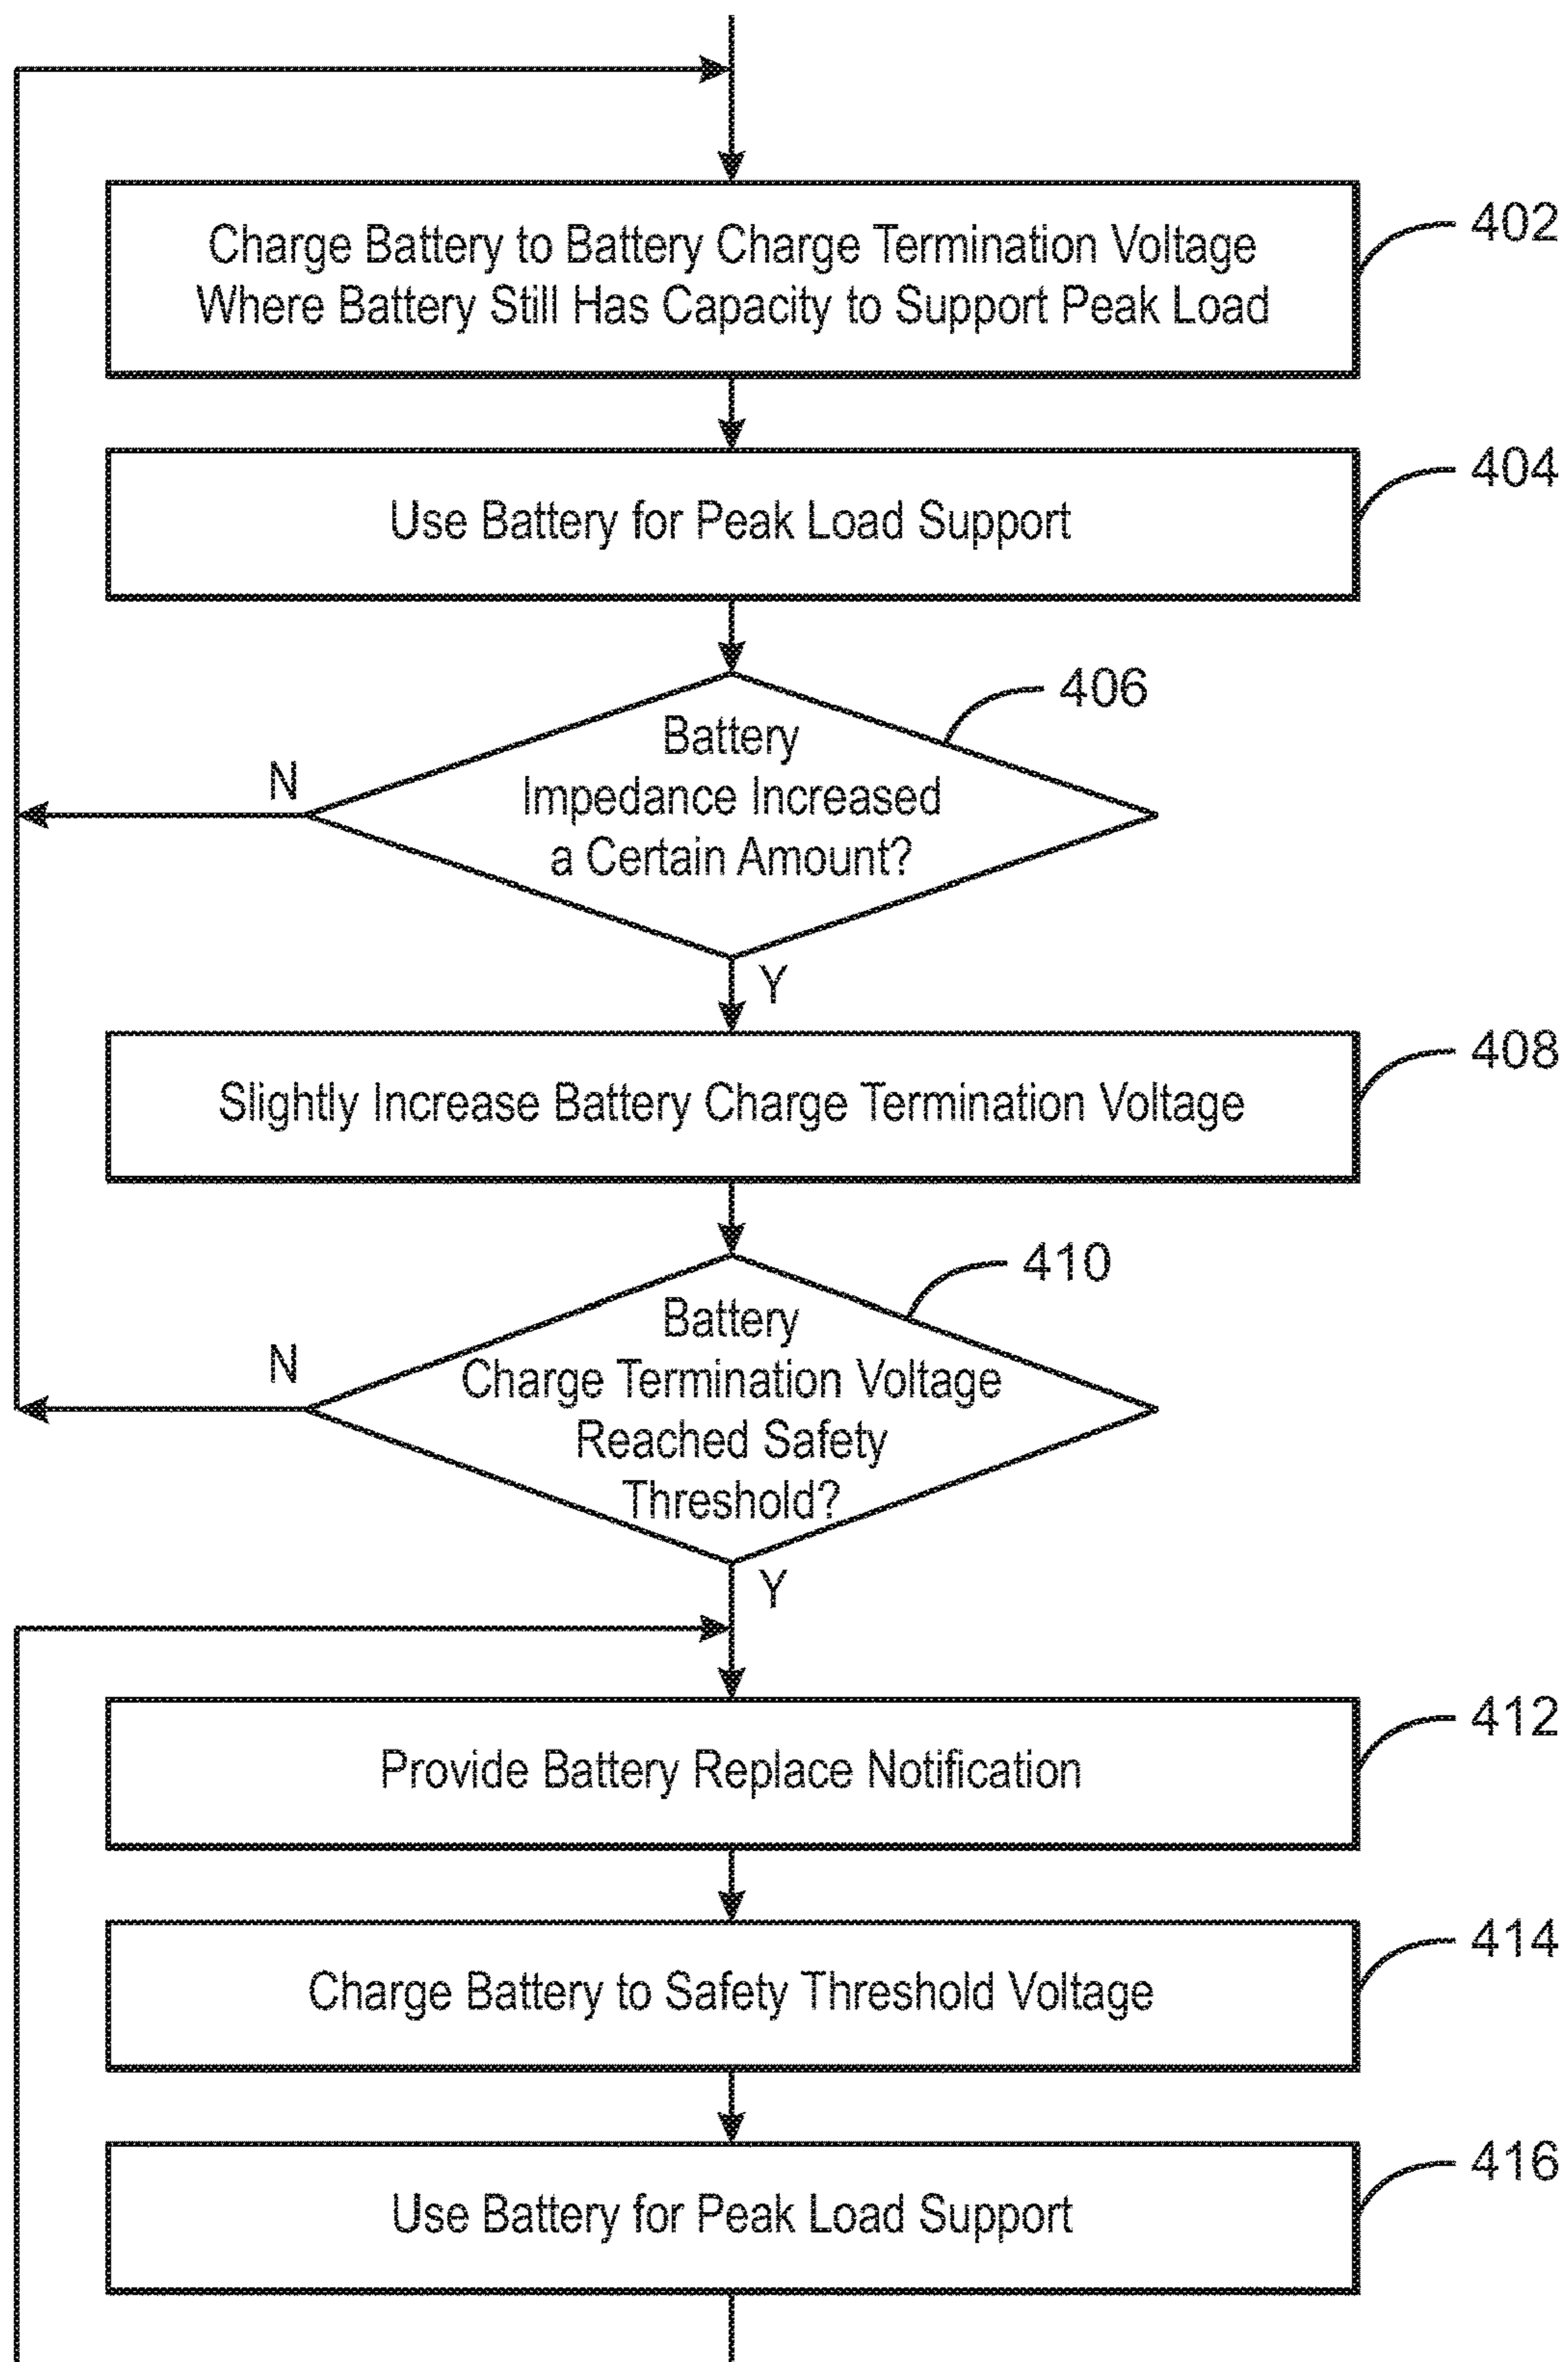 Charge Battery to Battery Charge Termination Voltage
Where Battery Still Has Capacity to Support Peak Load
402
Use Battery for Peak Load Support
404
406
Battery
Impedance Increased
a Certain Amount?
N
Y
Slightly Increase Battery Charge Termination Voltage
408
410
Battery
Charge Termination Voltage
Reached Safety
Threshold?
N
Y
Provide Battery Replace Notification
412
Charge Battery to Safety Threshold Voltage
414
Use Battery for Peak Load Support
416